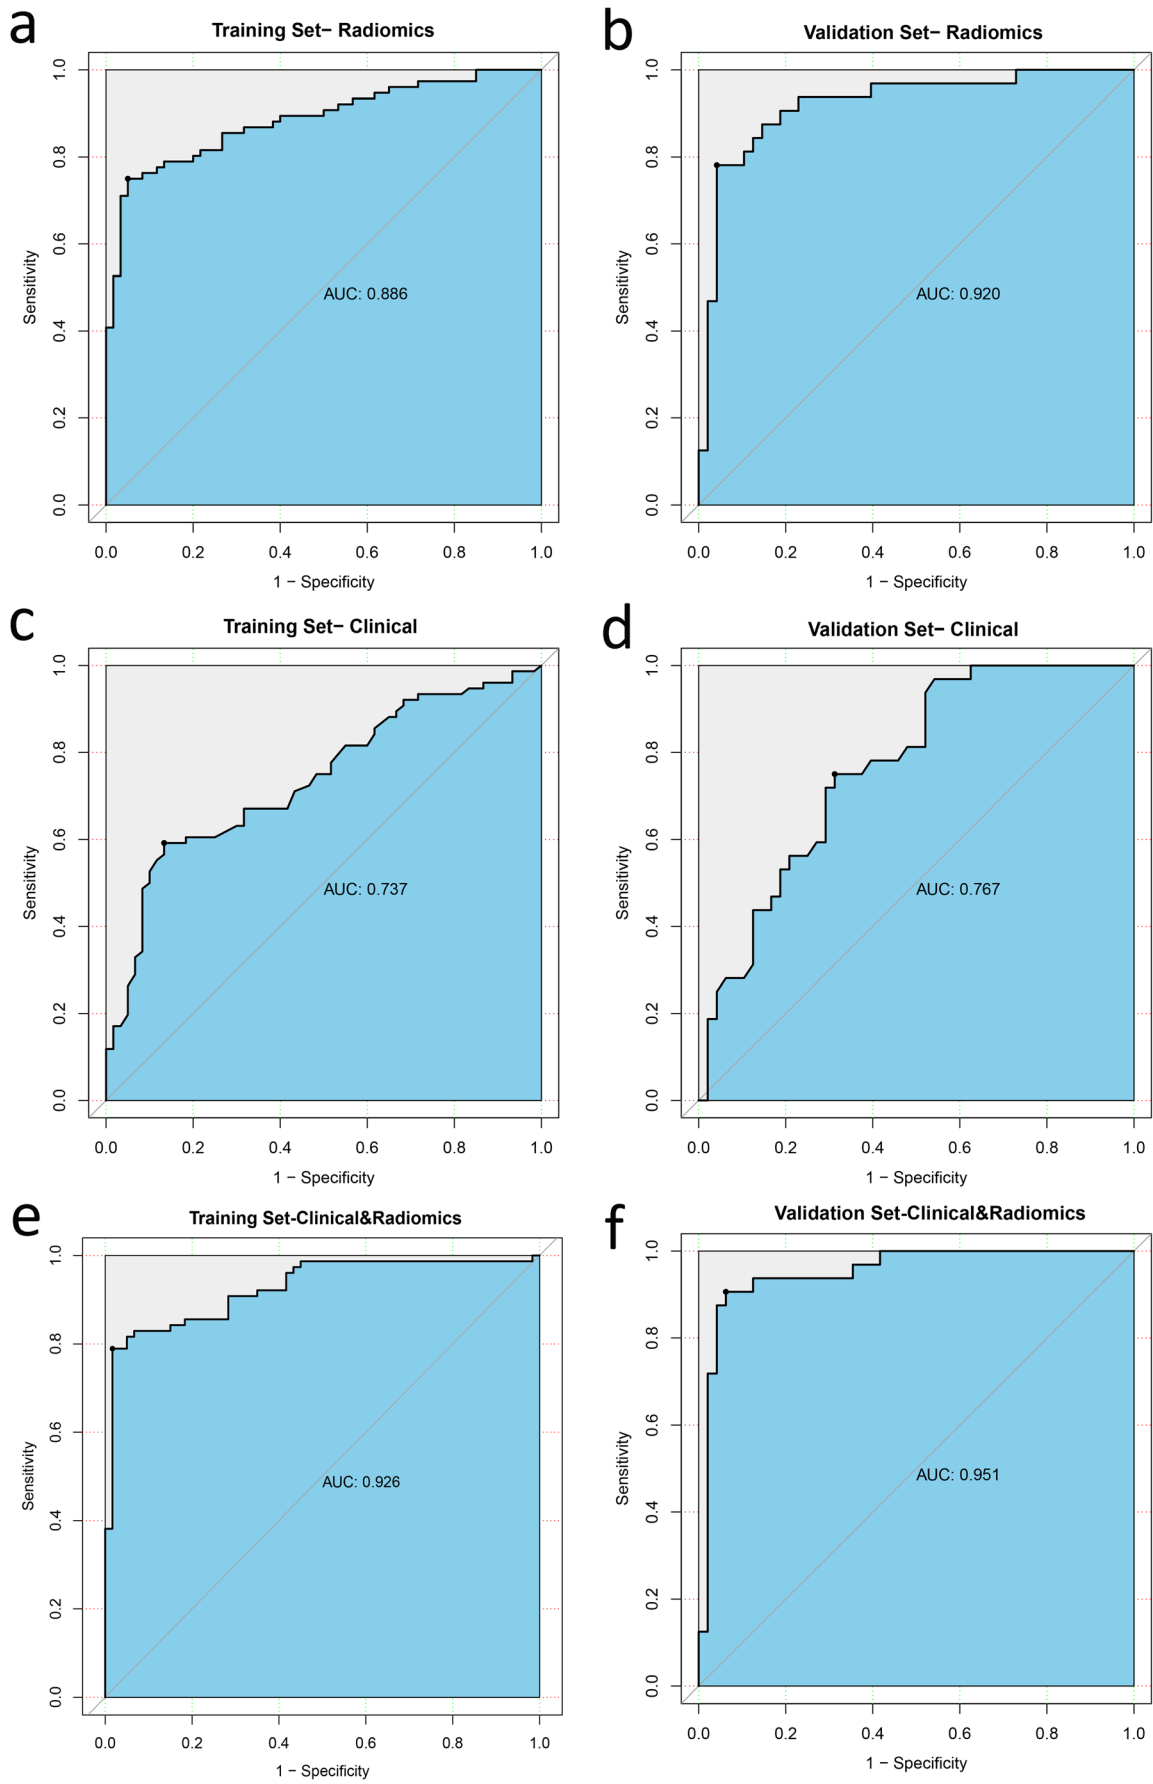 a
Training Set− Radiomics
1.0
0.8
0.6
0.4
0.2
0.0
Sensitivity
AUC: 0.886
0.0 0.2 0.4 0.6 0.8 1.0
1 − Specificity
b
Validation Set− Radiomics
1.0
0.8
0.6
0.4
0.2
0.0
Sensitivity
AUC: 0.920
0.0 0.2 0.4 0.6 0.8 1.0
1 − Specificity
c
Training Set− Clinical
1.0
0.8
0.6
0.4
0.2
0.0
Sensitivity
AUC: 0.737
0.0 0.2 0.4 0.6 0.8 1.0
1 − Specificity
d
Validation Set− Clinical
1.0
0.8
0.6
0.4
0.2
0.0
Sensitivity
AUC: 0.767
0.0 0.2 0.4 0.6 0.8 1.0
1 − Specificity
e
Training Set-Clinical&Radiomics
1.0
0.8
0.6
0.4
0.2
0.0
Sensitivity
AUC: 0.926
0.0 0.2 0.4 0.6 0.8 1.0
1 − Specificity
f
Validation Set-Clinical&Radiomics
1.0
0.8
0.6
0.4
0.2
0.0
Sensitivity
AUC: 0.951
0.0 0.2 0.4 0.6 0.8 1.0
1 − Specificity